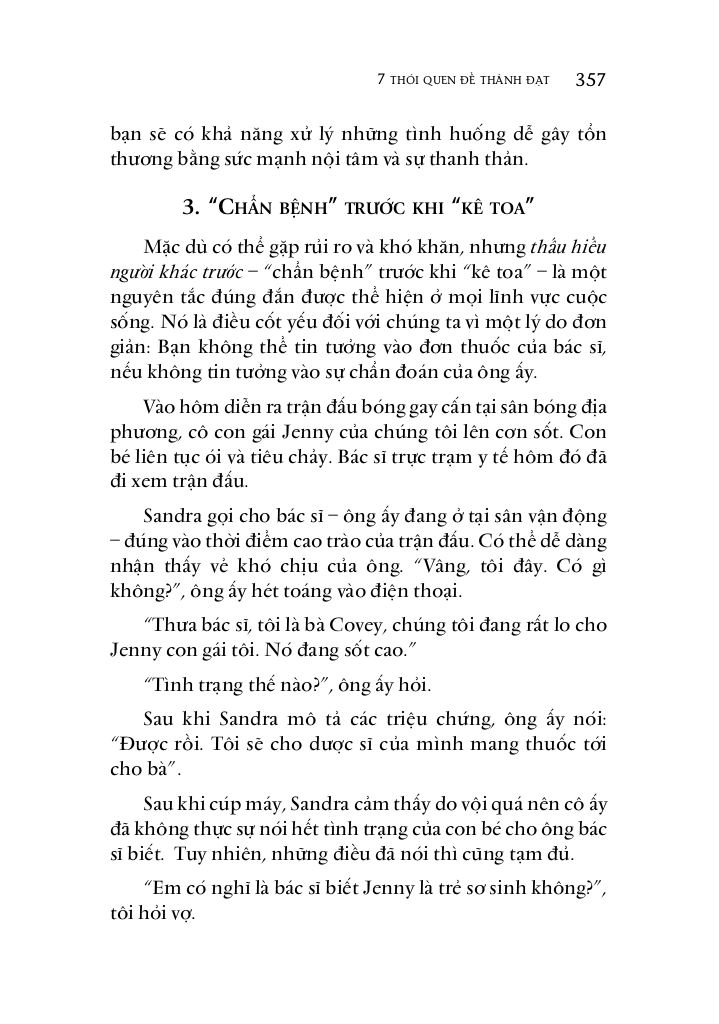 7 THÓI QUEN ĐỂ THÀNH ĐẠT 357
bạn sẽ có khả năng xử lý những tình huống dễ gây tổn
thương bằng sức mạnh nội tâm và sự thanh thản.
3. “CHẨN BỆNH” TRƯỚC KHI “KÊ TOA”
Mặc dù có thể gặp rủi ro và khó khăn, nhưng thấu hiểu
người khác trước – “chẩn bệnh” trước khi “kê toa” – là một
nguyên tắc đúng đắn được thể hiện ở mọi lĩnh vực cuộc
sống. Nó là điều cốt yếu đối với chúng ta vì một lý do đơn
giản: Bạn không thể tin tưởng vào đơn thuốc của bác sĩ,
nếu không tin tưởng vào sự chẩn đoán của ông ấy.
Vào hôm diễn ra trận đấu bóng gay cấn tại sân bóng địa
phương, cô con gái Jenny của chúng tôi lên cơn sốt. Con
bé liên tục ói và tiêu chảy. Bác sĩ trực trạm y tế hôm đó đã
đi xem trận đấu.
Sandra gọi cho bác sĩ – ông ấy đang ở tại sân vận động
– đúng vào thời điểm cao trào của trận đấu. Có thể dễ dàng
nhận thấy vẻ khó chịu của ông. “Vâng, tôi đây. Có gì
không?”, ông ấy hét toáng vào điện thoại.
“Thưa bác sĩ, tôi là bà Covey, chúng tôi đang rất lo cho
Jenny con gái tôi. Nó đang sốt cao.”
“Tình trạng thế nào?”, ông ấy hỏi.
Sau khi Sandra mô tả các triệu chứng, ông ấy nói:
“Được rồi. Tôi sẽ cho dược sĩ của mình mang thuốc tới
cho bà”.
Sau khi cúp máy, Sandra cảm thấy do vội quá nên cô ấy
đã không thực sự nói hết tình trạng của con bé cho ông bác
sĩ biết. Tuy nhiên, những điều đã nói thì cũng tạm đủ.
“Em có nghĩ là bác sĩ biết Jenny là trẻ sơ sinh không?”,
tôi hỏi vợ.